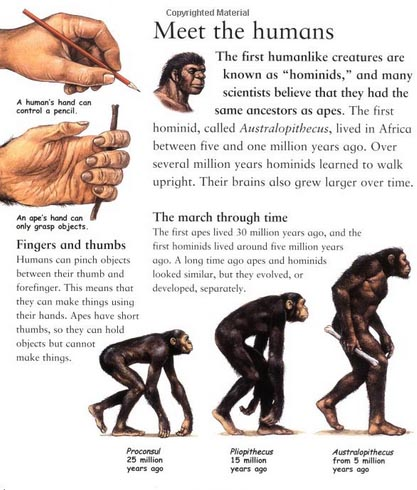 Copyrighted Material
Meet the humans
The first humanlike creatures are
known as “hominids,” and many
scientists believe that they had the
same ancestors as apes. The first
hominid, called Australopithecus, lived in Africa
between five and one million years ago. Over
several million years hominids learned to walk
upright. Their brains also grew larger over time.
A human's hand can
control a pencil.
An ape's hand can
only grasp objects.
Fingers and thumbs
Humans can pinch objects
between their thumb and
forefinger. This means that
they can make things using
their hands. Apes have short
thumbs, so they can hold
objects but cannot
make things.
The march through time
The first apes lived 30 million years ago, and the
first hominids lived around five million years
ago. A long time ago apes and hominids
looked similar, but they evolved, or
developed, separately.
Proconsul
25 million
years ago
Pliopithecus
15 million
years ago
Australopithecus
from 5 million
years ago